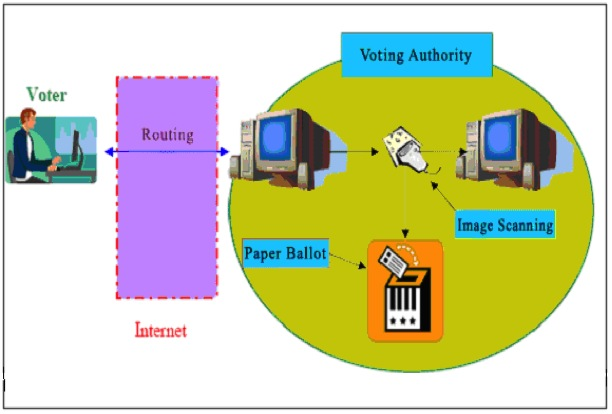 Voting Authority
Voter
Routing
Image Scanning
Paper Ballot
Internet